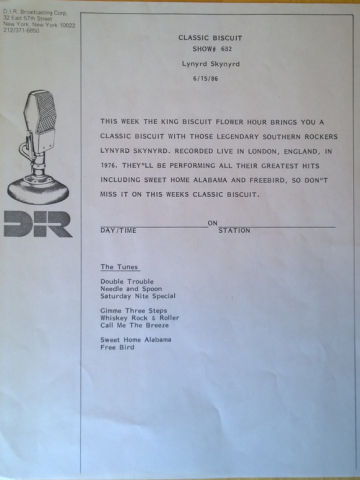 D.I.R. Broadcasting Corp.
32 East 57th Street
New York, New York 10022
212/371-6850
CLASSIC BISCUIT
SHOW# 632
Lynyrd Skynyrd
6/15/86
THIS WEEK THE KING BISCUIT FLOWER HOUR BRINGS YOU A
CLASSIC BISCUIT WITH THOSE LEGENDARY SOUTHERN ROCKERS
LYNYRD SKYNYRD. RECORDED LIVE IN LONDON, ENGLAND, IN
1976. THEY"LL BE PERFORMING ALL THEIR GREATEST HITS
INCLUDING SWEET HOME ALABAMA AND FREEBIRD, SO DON"T
MISS IT ON THIS WEEKS CLASSIC BISCUIT.
ON
DAY/TIME STATION
The Tunes
Double Trouble
Needle and Spoon
Saturday Nite Special
Gimme Three Steps
Whiskey Rock & Roller
Call Me The Breeze
Sweet Home Alabama
Free Bird
DIR